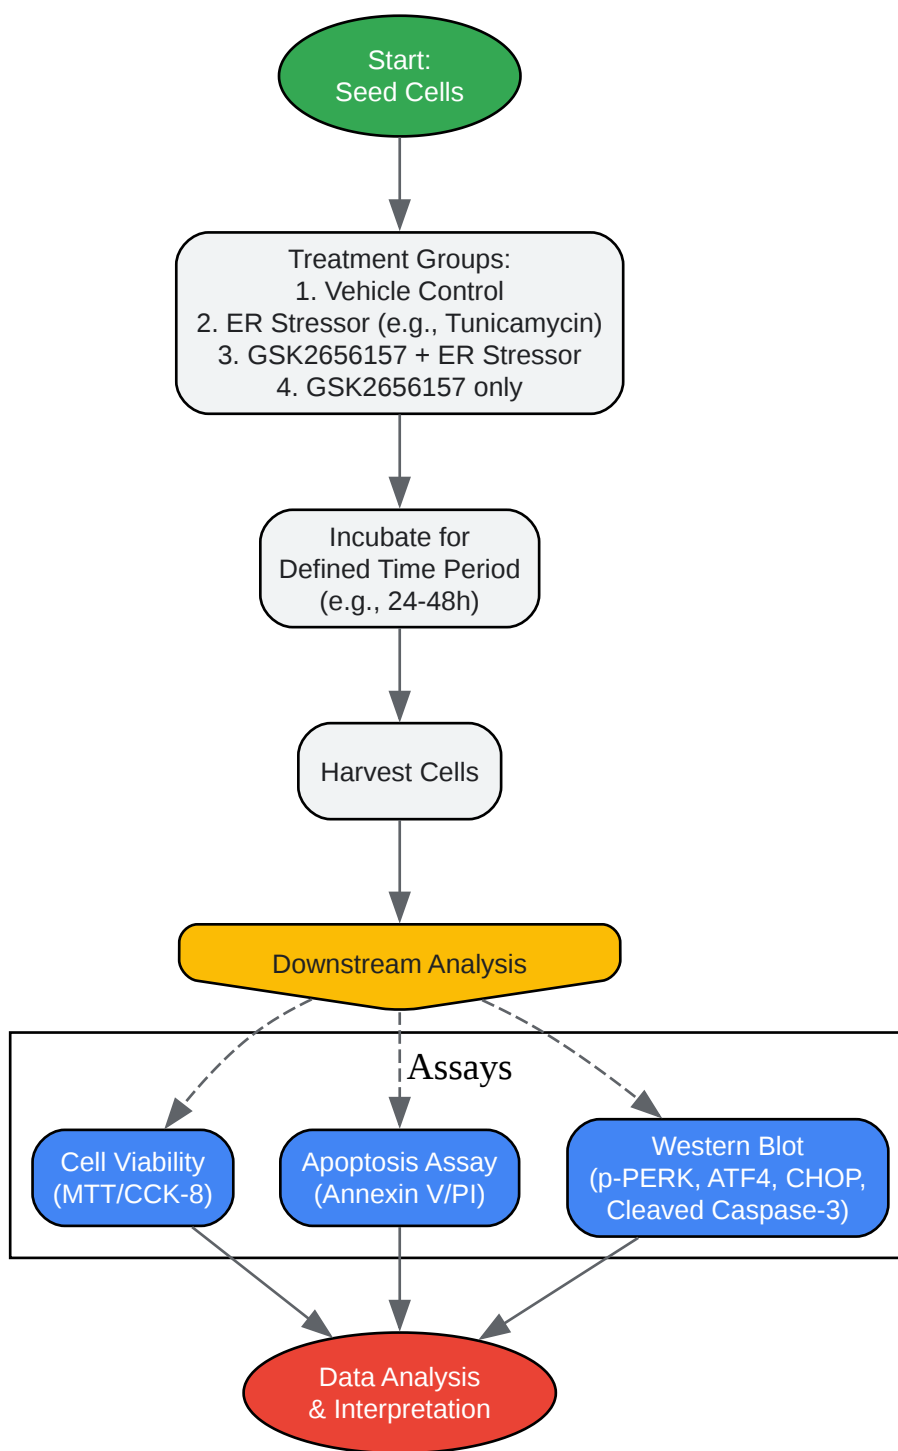 Start:
Seed Cells
Treatment Groups:
1. Vehicle Control
2. ER Stressor (e.g., Tunicamycin)
3. GSK2656157 + ER Stressor
4. GSK2656157 only
Incubate for
Defined Time Period
(e.g., 24-48h)
Harvest Cells
Downstream Analysis
Assays
Cell Viability
(MTT/CCK-8)
Apoptosis Assay
(Annexin V/PI)
Western Blot
(p-PERK, ATF4, CHOP,
Cleaved Caspase-3)
Data Analysis
& Interpretation